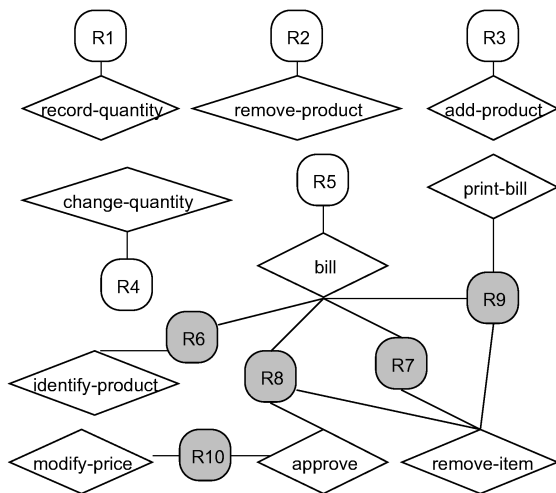 R1
R2
R3
record-quantity
remove-product
add-product
R5
change-quantity
print-bill
bill
R4
R9
R6
R7
R8
identify-product
R10
modify-price
approve
remove-item